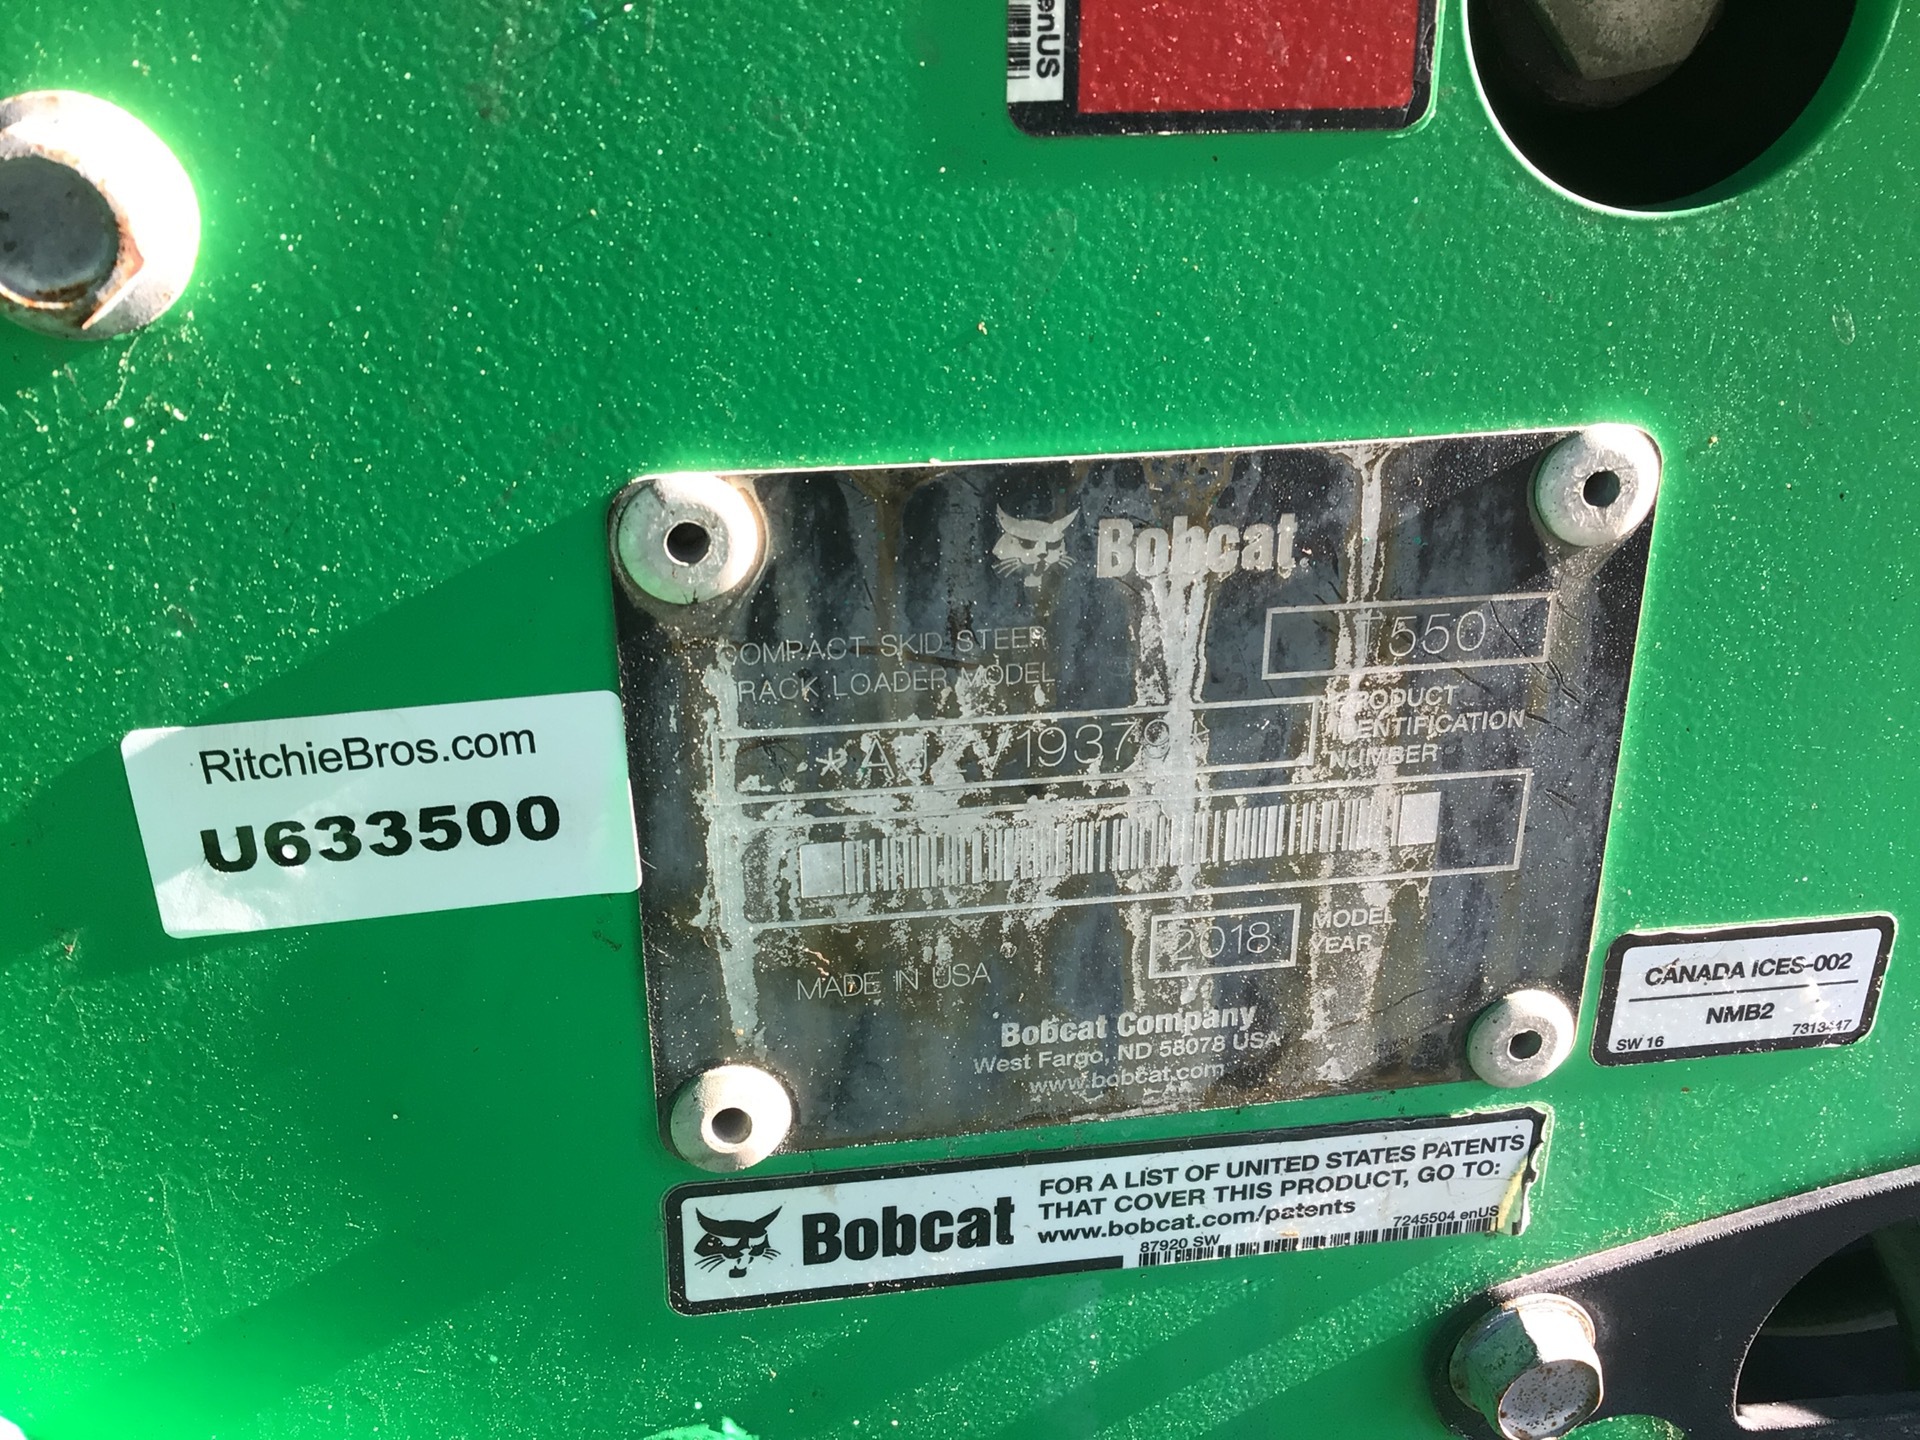 enUS
Bobcat
COMPACT SKID STEER
TRACK LOADER MODEL
T550
PRODUCT
IDENTIFICATION
NUMBER
MODEL
YEAR
2018
MADE IN USA
Bobcat Company
West Fargo, ND 58078 USA
www.bobcat.com
RitchieBros.com
U633500
CANADA ICES-002
NMB2
SW 16
Bobcat
FOR A LIST OF UNITED STATES PATENTS
THAT COVER THIS PRODUCT, GO TO:
www.bobcat.com/patents
7245504 enUS
87920 SW